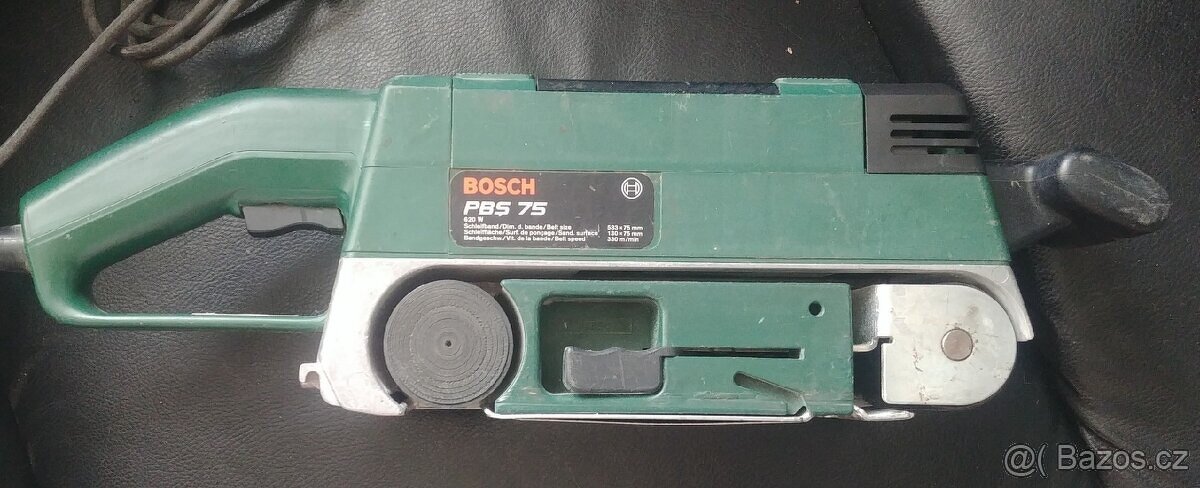 BOSCH
PBS 75
620 W
Schleifband/Dim. d. bande/Belt size 533×75 mm
Schleiffläche/Surf. de ponçage/Sand. surface 130×75 mm
Bandgeschw./Vit. de la bande/Belt speed 330 m/min
@( Bazos.cz